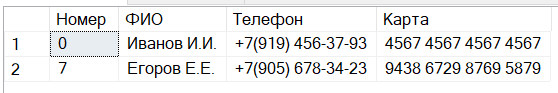 Номер ФИО Телефон Карта
1 0 Иванов И.И. +7(919) 456-37-93 4567 4567 4567 4567
2 7 Егоров Е.Е. +7(905) 678-34-23 9438 6729 8769 5879